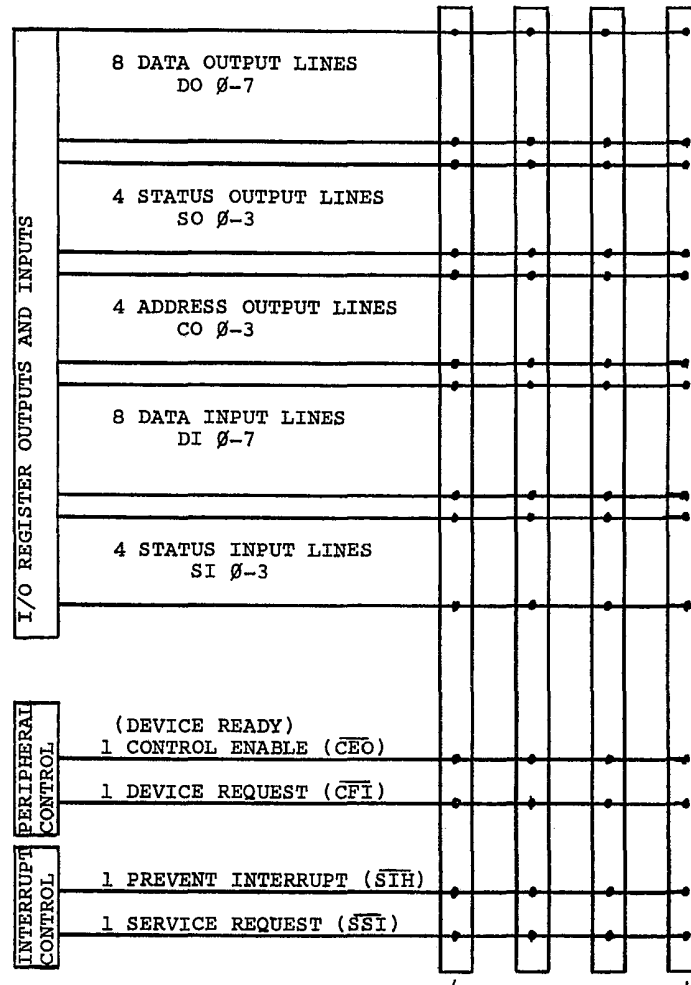 I/O REGISTER OUTPUTS AND INPUTS
8 DATA OUTPUT LINES
DO Ø-7
4 STATUS OUTPUT LINES
SO Ø-3
4 ADDRESS OUTPUT LINES
CO Ø-3
8 DATA INPUT LINES
DI Ø-7
4 STATUS INPUT LINES
SI Ø-3
PERIPHERAL
CONTROL
(DEVICE READY)
1 CONTROL ENABLE (C̅E̅O̅)
1 DEVICE REQUEST (C̅F̅I̅)
INTERRUPT
CONTROL
1 PREVENT INTERRUPT (S̅I̅H̅)
1 SERVICE REQUEST (S̅S̅I̅)